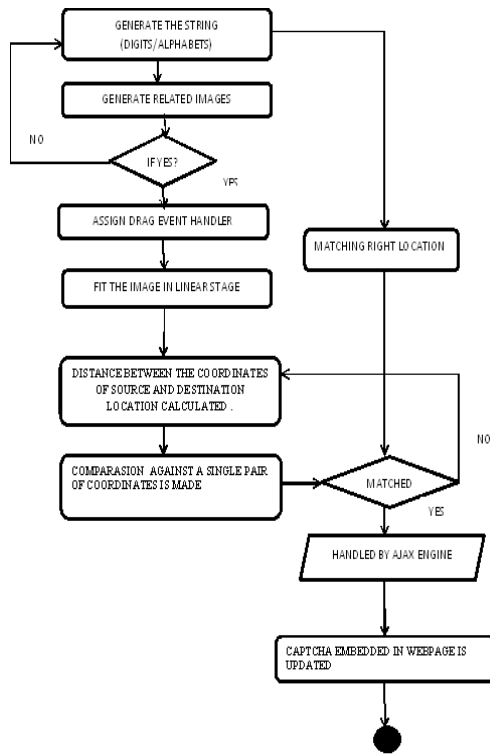 GENERATE THE STRING
(DIGITS/ALPHABETS)
GENERATE RELATED IMAGES
NO
IF YES?
YES
ASSIGN DRAG EVENT HANDLER
MATCHING RIGHT LOCATION
FIT THE IMAGE IN LINEAR STAGE
DISTANCE BETWEEN THE COORDINATES
OF SOURCE AND DESTINATION
LOCATION CALCULATED .
NO
COMPARASION AGAINST A SINGLE PAIR
OF COORDINATES IS MADE
MATCHED
YES
HANDLED BY AJAX ENGINE
CAPTCHA EMBEDDED IN WEBPAGE IS
UPDATED